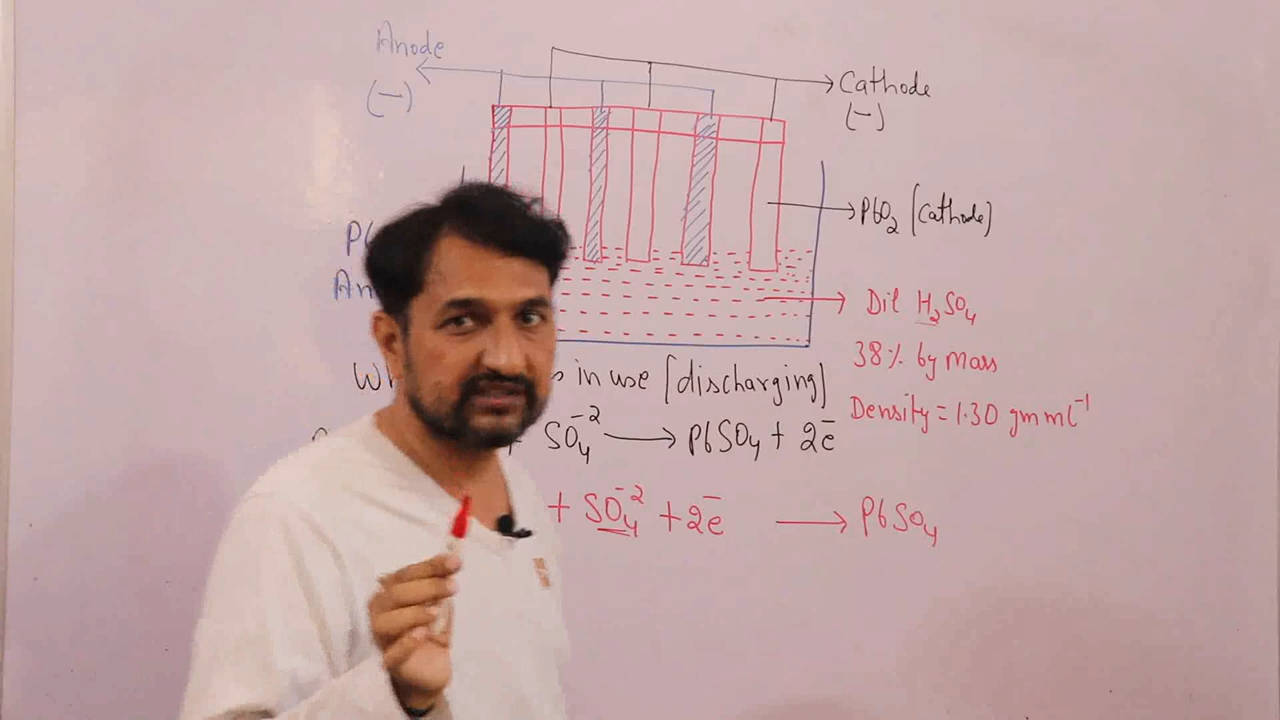 Anode
(-)
Cathode
(-)
PbO₂ (Cathode)
Dil H₂SO₄
38% by mass
Density = 1.30 gm ml⁻¹
in use [discharging]
SO₄⁻² → PbSO₄ + 2e⁻
+ SO₄⁻² + 2e⁻ → PbSO₄